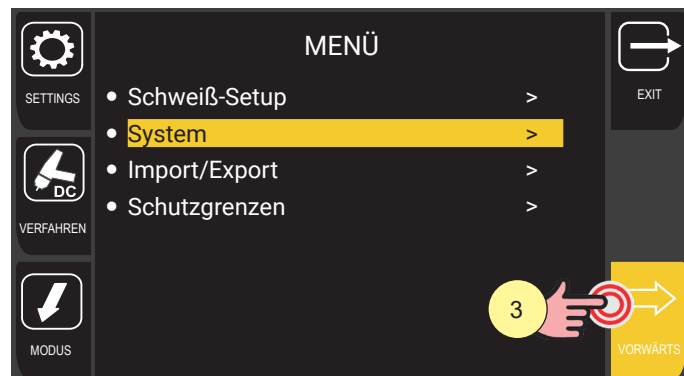 MENÜ
SETTINGS
EXIT
Schweiß-Setup >
System >
Import/Export >
Schutzgrenzen >
DC
VERFAHREN
MODUS
3
VORWÄRTS